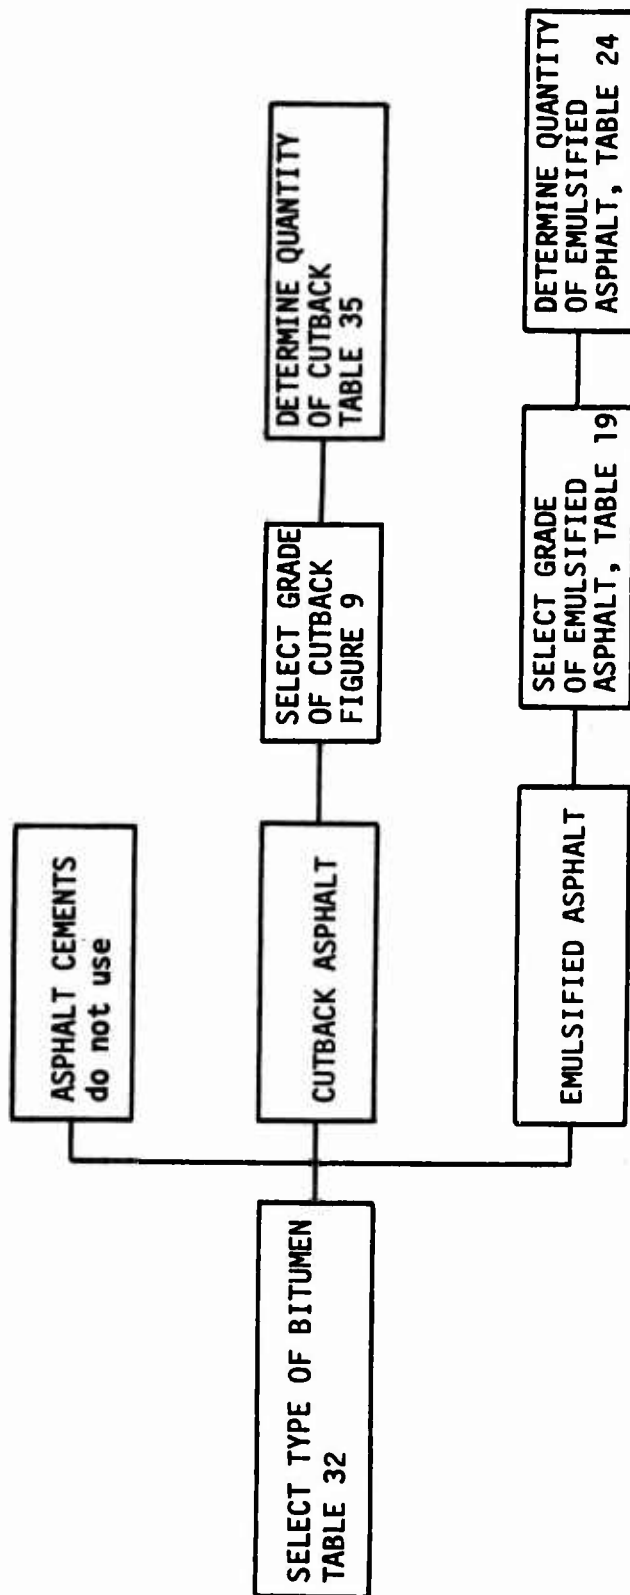 SELECT TYPE OF BITUMEN
TABLE 32
ASPHALT CEMENTS
do not use
CUTBACK ASPHALT
SELECT GRADE
OF CUTBACK
FIGURE 9
DETERMINE QUANTITY
OF CUTBACK
TABLE 35
EMULSIFIED ASPHALT
SELECT GRADE
OF EMULSIFIED
ASPHALT, TABLE 19
DETERMINE QUANTITY
OF EMULSIFIED
ASPHALT, TABLE 24